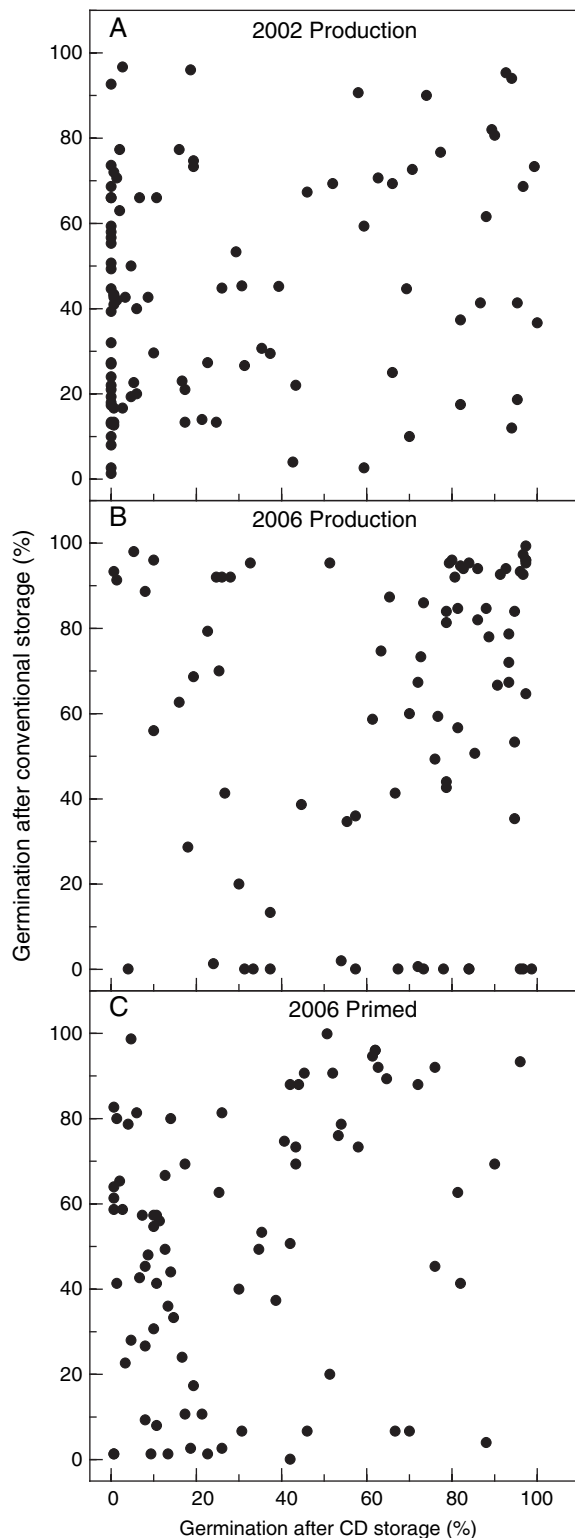 A
2002 Production
100
80
60
40
20
0
B
2006 Production
100
80
60
40
20
0
Germination after conventional storage (%)
C
2006 Primed
100
80
60
40
20
0
0 20 40 60 80 100
Germination after CD storage (%)